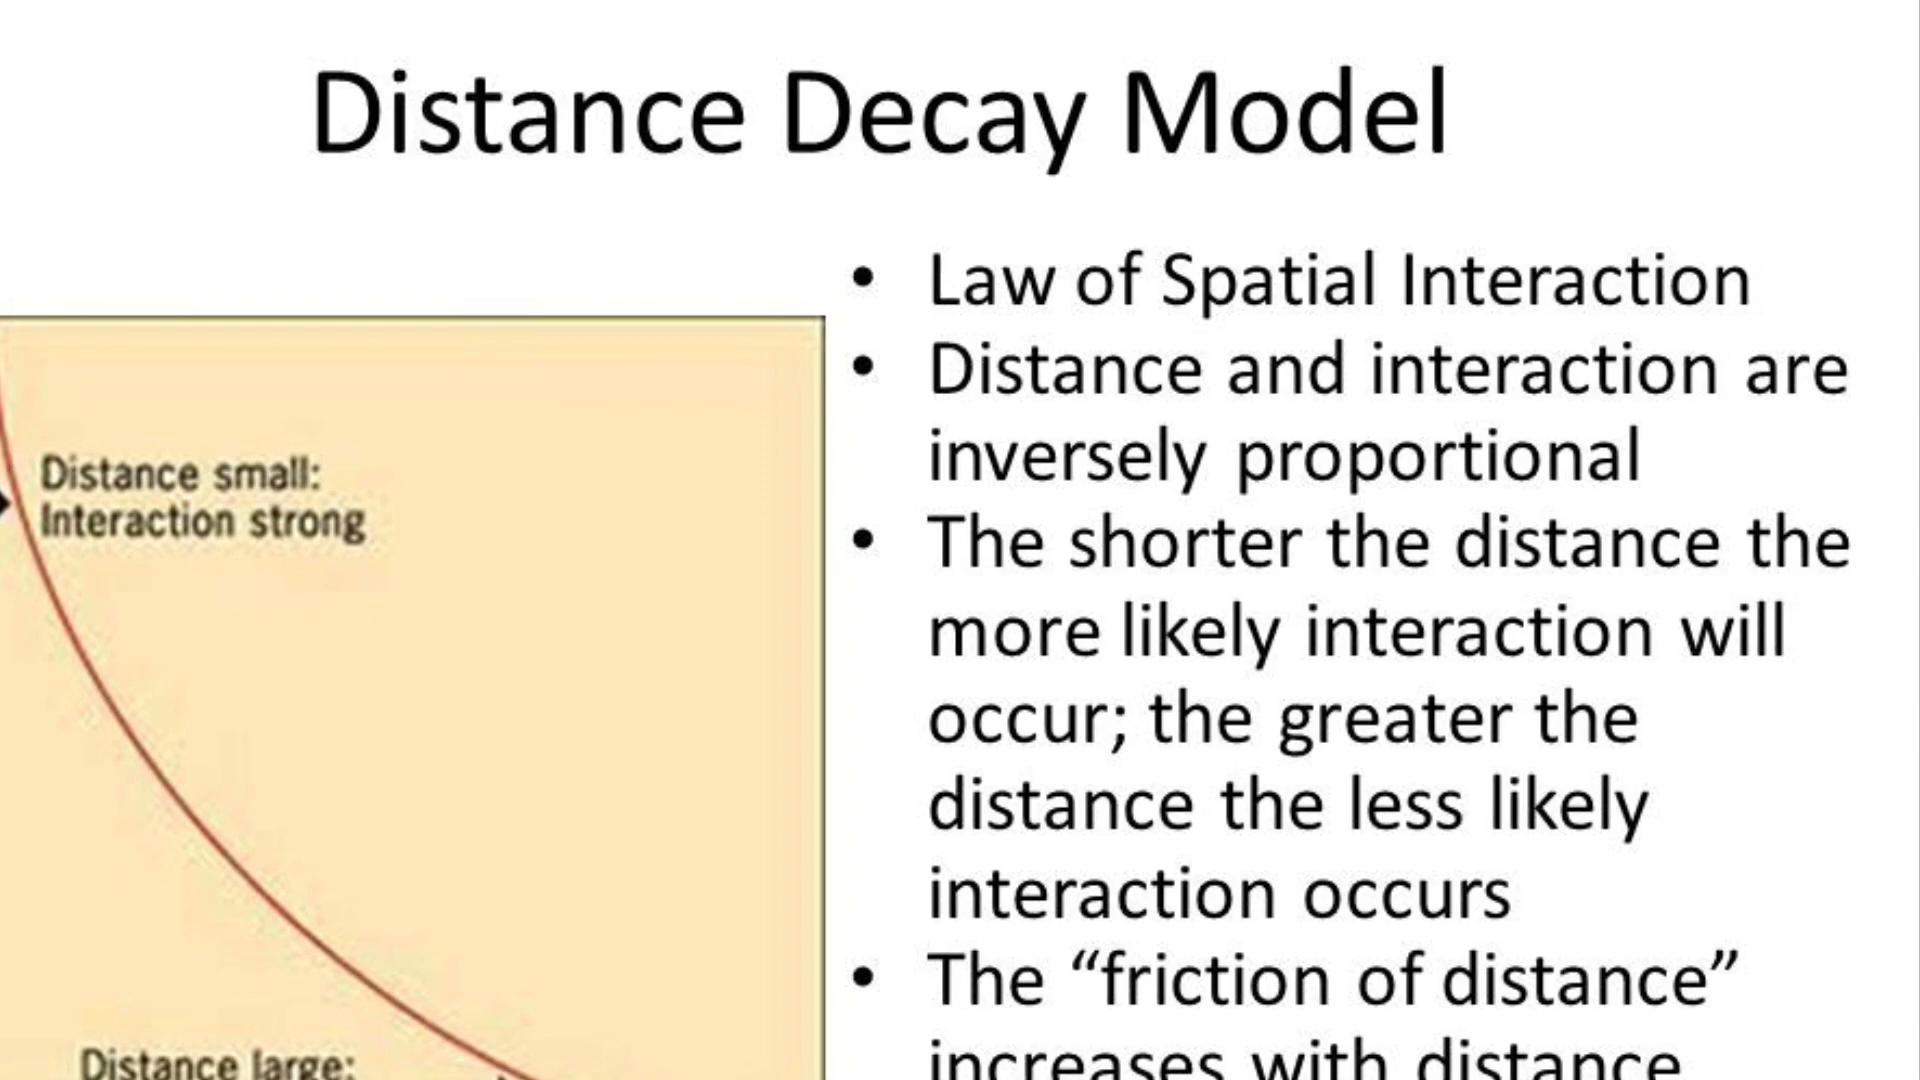 Distance Decay Model
Distance small:
Interaction strong
Distance large:
• Law of Spatial Interaction
• Distance and interaction are
inversely proportional
• The shorter the distance the
more likely interaction will
occur; the greater the
distance the less likely
interaction occurs
• The “friction of distance”
increases with distance